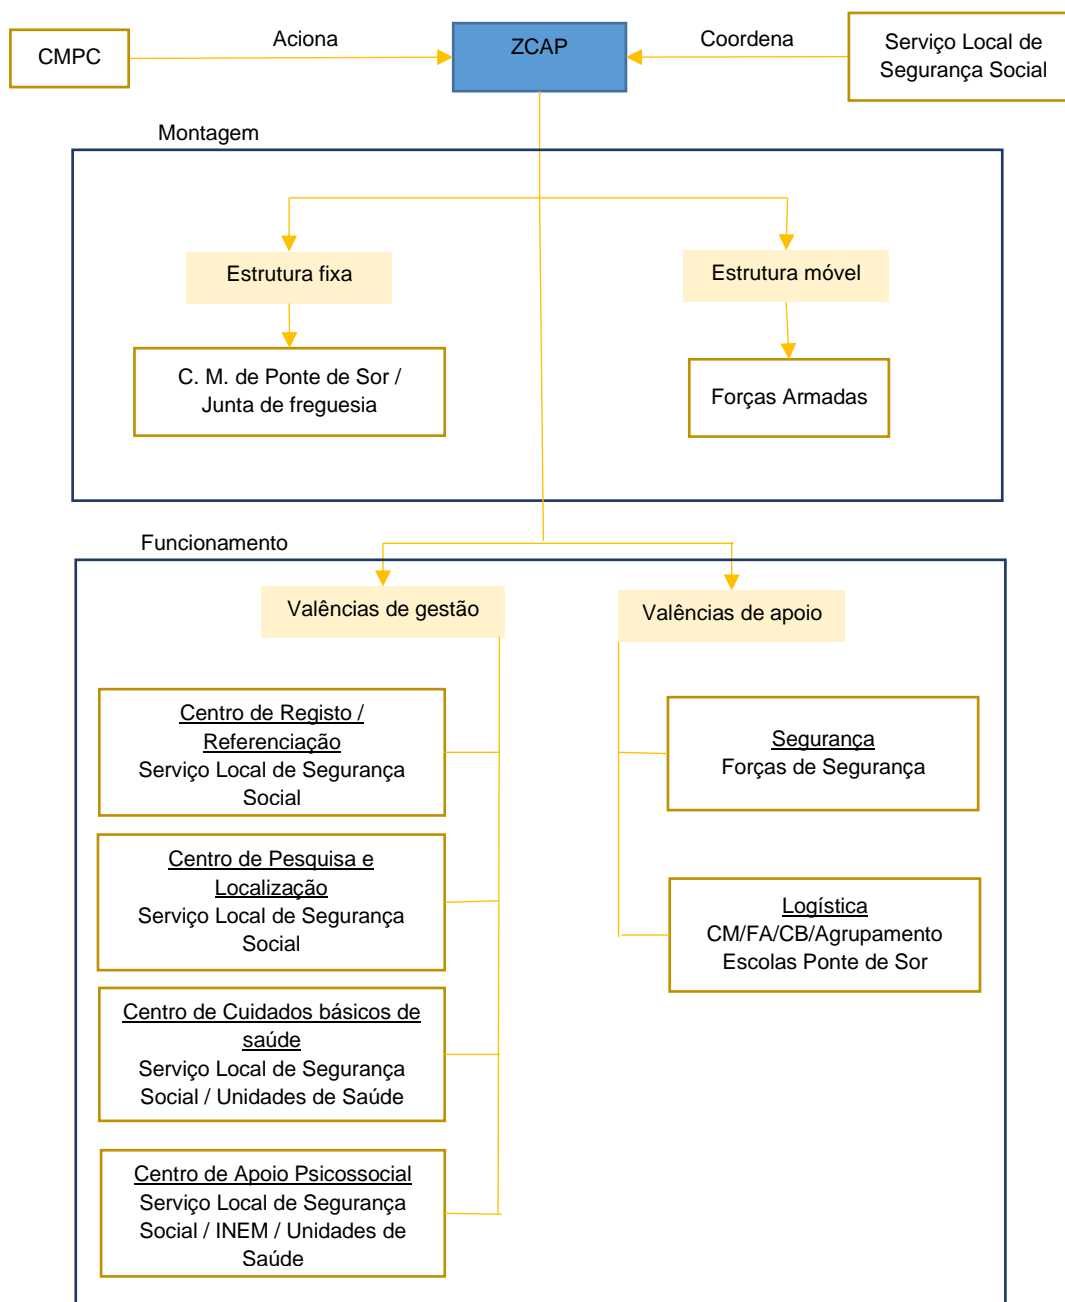 CMPC
Aciona
ZCAP
Coordena
Serviço Local de
Segurança Social
Montagem
Estrutura fixa
Estrutura móvel
C. M. de Ponte de Sor /
Junta de freguesia
Forças Armadas
Funcionamento
Valências de gestão
Valências de apoio
Centro de Registo /
Referenciação
Serviço Local de Segurança
Social
Centro de Pesquisa e
Localização
Serviço Local de Segurança
Social
Centro de Cuidados básicos de
saúde
Serviço Local de Segurança
Social / Unidades de Saúde
Centro de Apoio Psicossocial
Serviço Local de Segurança
Social / INEM / Unidades de
Saúde
Segurança
Forças de Segurança
Logística
CM/FA/CB/Agrupamento
Escolas Ponte de Sor